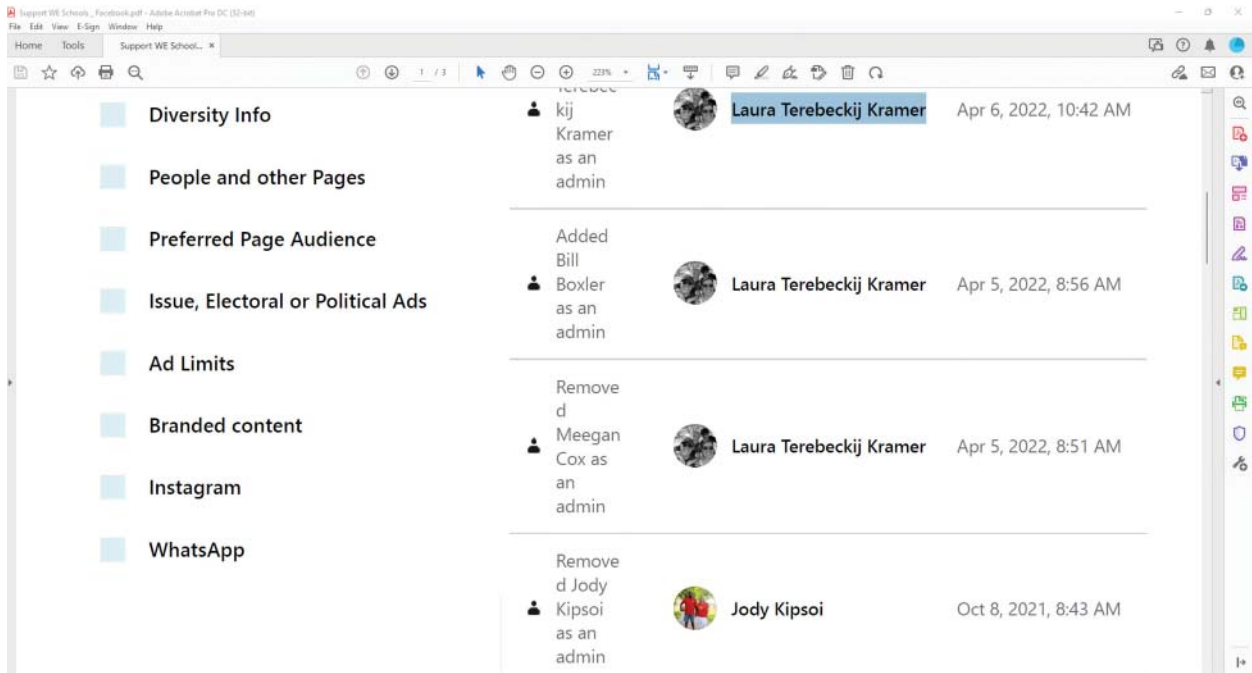 Support WE Schools _ Facebook.pdf - Adobe Acrobat Pro DC (32-bit)
File Edit View E-Sign Window Help
Home Tools Support WE School... ×
1 / 3 223%
Diversity Info
People and other Pages
Preferred Page Audience
Issue, Electoral or Political Ads
Ad Limits
Branded content
Instagram
WhatsApp
Terebec
kij
Kramer
as an
admin
Laura Terebeckij Kramer Apr 6, 2022, 10:42 AM
Added
Bill
Boxler
as an
admin
Laura Terebeckij Kramer Apr 5, 2022, 8:56 AM
Remove
d
Meegan
Cox as
an
admin
Laura Terebeckij Kramer Apr 5, 2022, 8:51 AM
Remove
d Jody
Kipsoi
as an
admin
Jody Kipsoi Oct 8, 2021, 8:43 AM